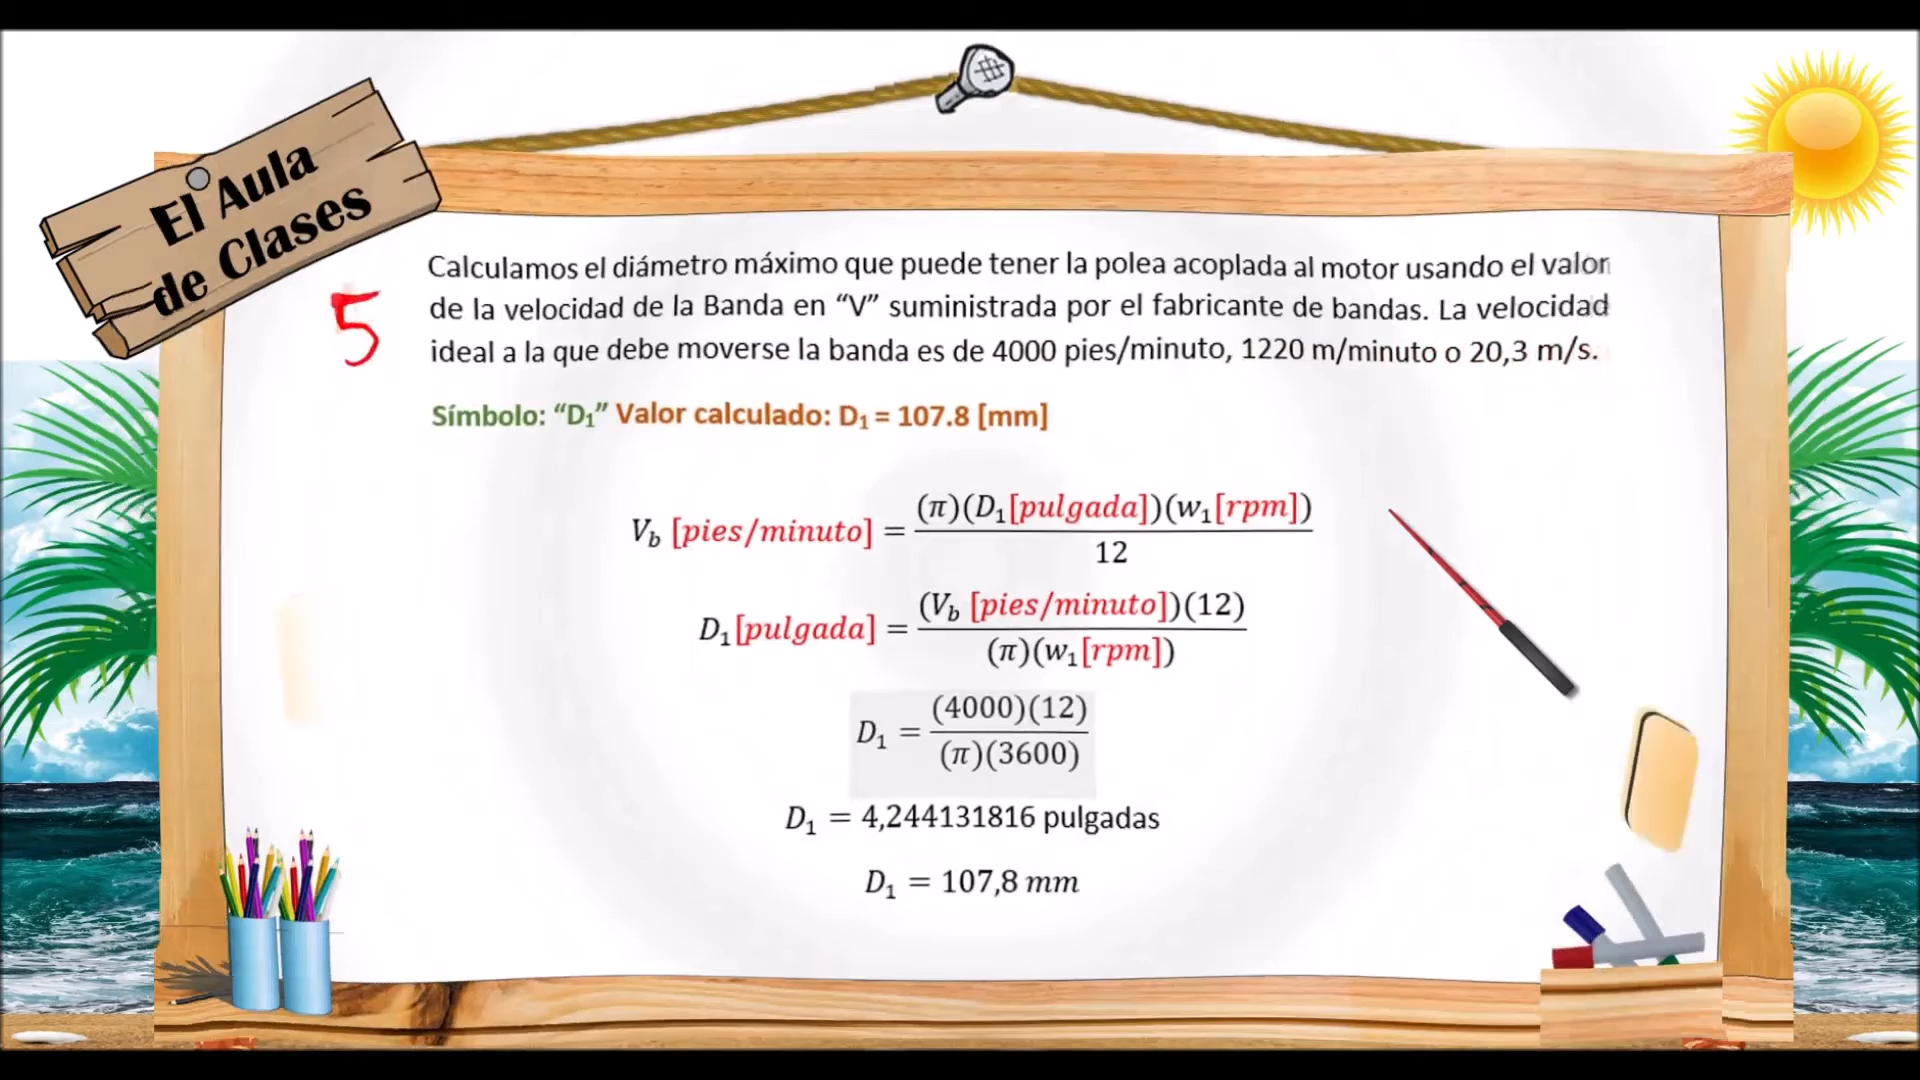 El Aula
de Clases
5
Calculamos el diámetro máximo que puede tener la polea acoplada al motor usando el valor
de la velocidad de la Banda en “V” suministrada por el fabricante de bandas. La velocidad
ideal a la que debe moverse la banda es de 4000 pies/minuto, 1220 m/minuto o 20,3 m/s.
Símbolo: “D₁” Valor calculado: D₁ = 107.8 [mm]
V_b [pies/minuto] = (π)(D₁[pulgada])(w₁[rpm]) / 12
D₁[pulgada] = (V_b [pies/minuto])(12) / (π)(w₁[rpm])
D₁ = (4000)(12) / (π)(3600)
D₁ = 4,244131816 pulgadas
D₁ = 107,8 mm